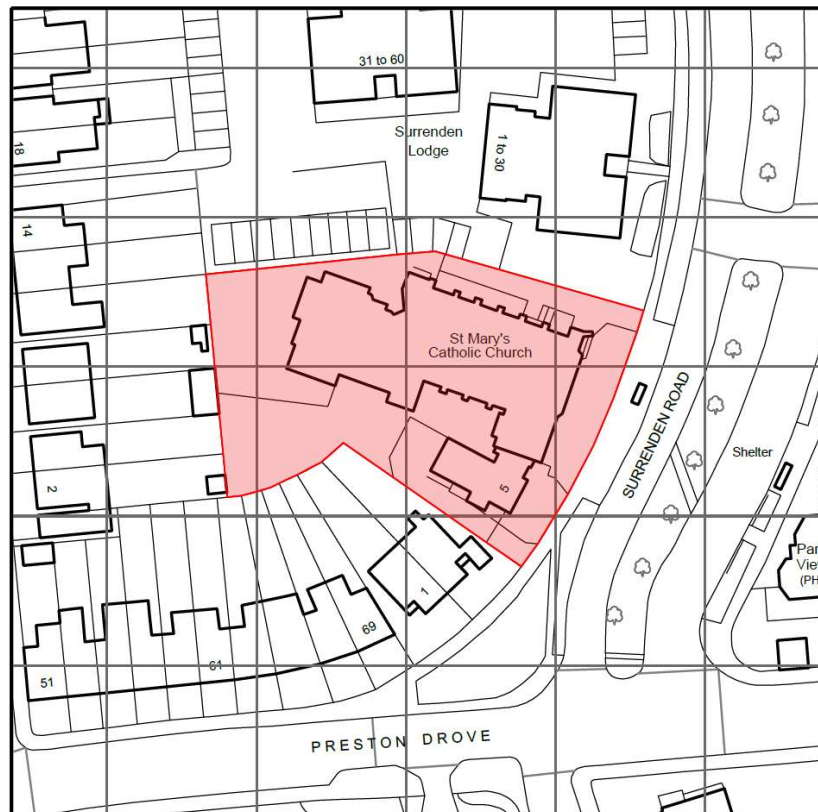 31 to 60
Surrenden
Lodge
1 to 30
18
14
St Mary's
Catholic Church
SURRENDEN ROAD
Shelter
2
5
(PH)
1
69
61
51
PRESTON DROVE